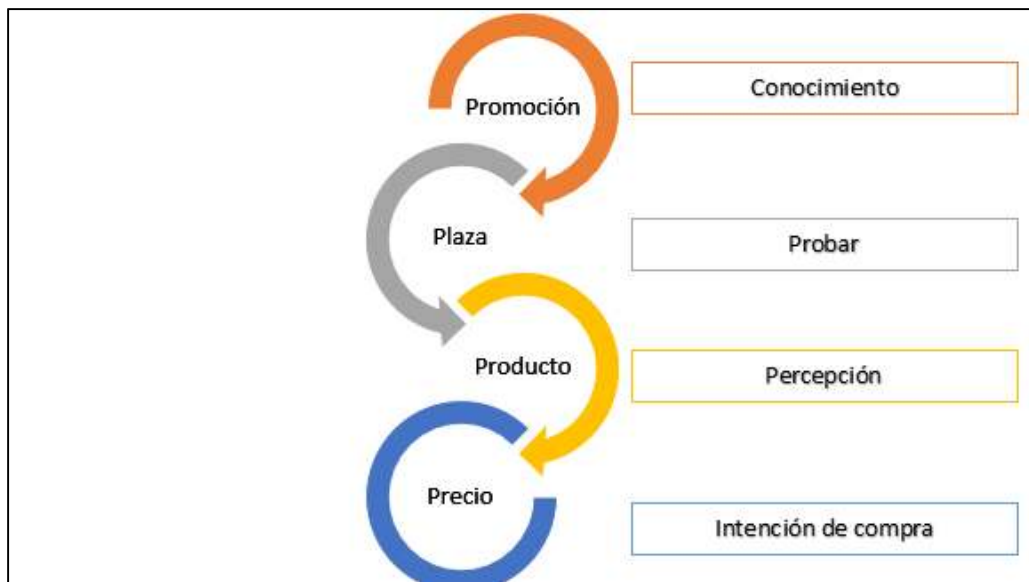 Promoción
Conocimiento
Plaza
Probar
Producto
Percepción
Precio
Intención de compra